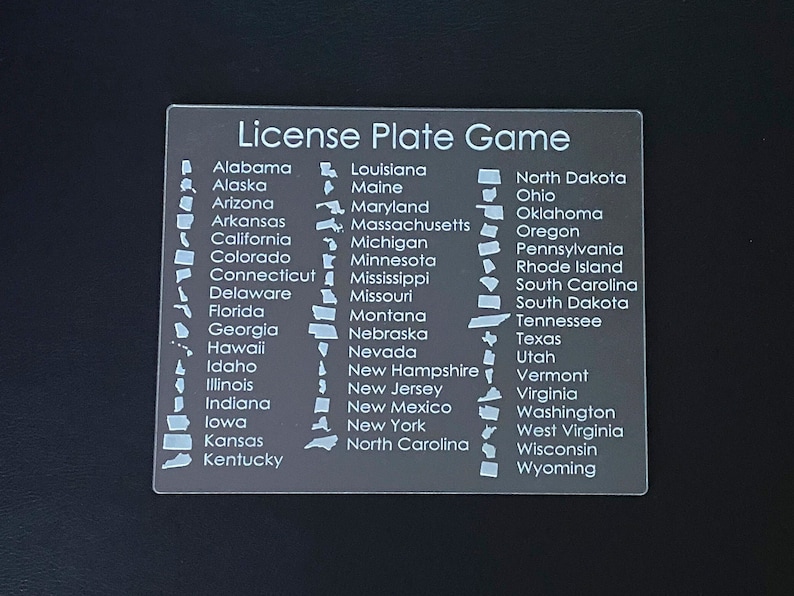 License Plate Game
Alabama
Alaska
Arizona
Arkansas
California
Colorado
Connecticut
Delaware
Florida
Georgia
Hawaii
Idaho
Illinois
Indiana
Iowa
Kansas
Kentucky
Louisiana
Maine
Maryland
Massachusetts
Michigan
Minnesota
Mississippi
Missouri
Montana
Nebraska
Nevada
New Hampshire
New Jersey
New Mexico
New York
North Carolina
North Dakota
Ohio
Oklahoma
Oregon
Pennsylvania
Rhode Island
South Carolina
South Dakota
Tennessee
Texas
Utah
Vermont
Virginia
Washington
West Virginia
Wisconsin
Wyoming